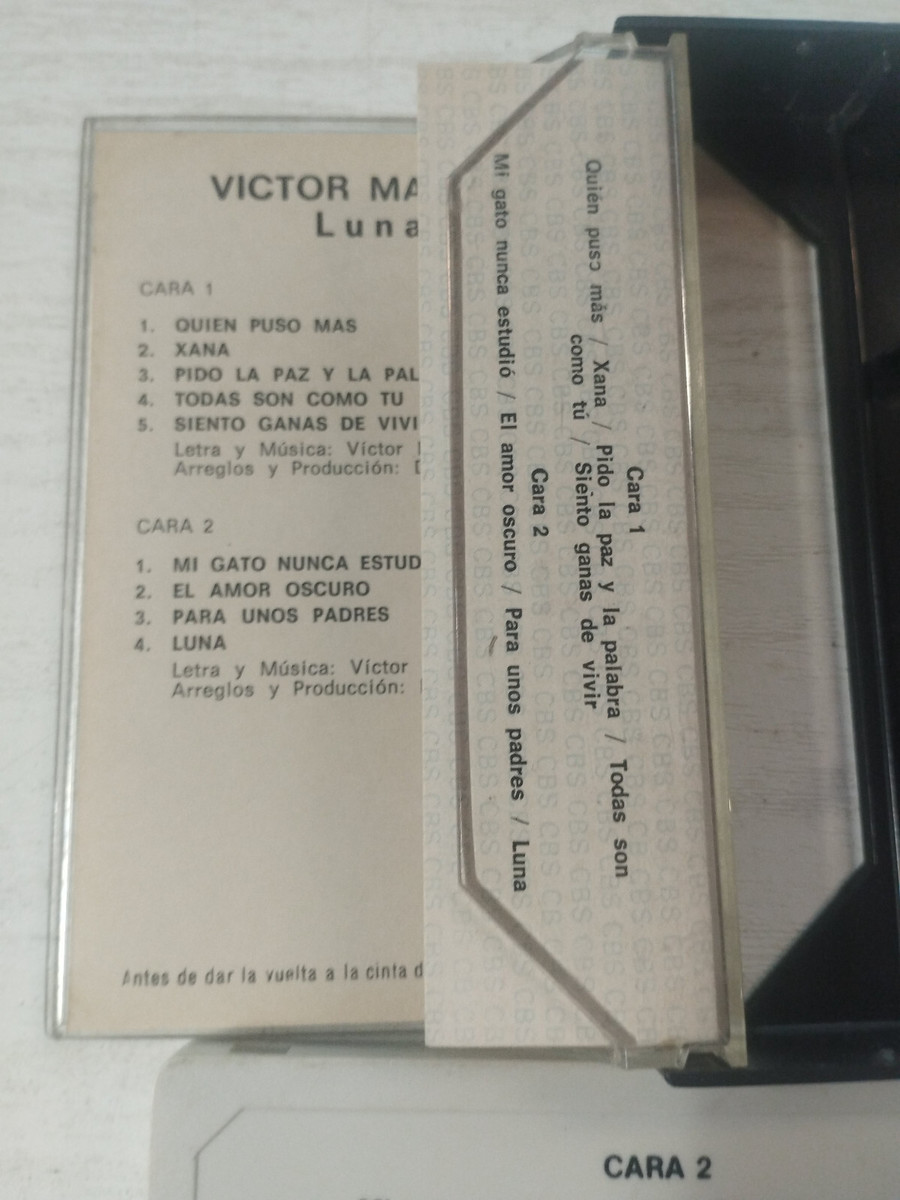 VICTOR MA
Luna
CARA 1
1. QUIEN PUSO MAS
2. XANA
3. PIDO LA PAZ Y LA PAL
4. TODAS SON COMO TU
5. SIENTO GANAS DE VIVI
Letra y Música: Víctor
Arreglos y Producción:
CARA 2
1. MI GATO NUNCA ESTUD
2. EL AMOR OSCURO
3. PARA UNOS PADRES
4. LUNA
Letra y Música: Víctor
Arreglos y Producción:
Antes de dar la vuelta a la cinta d
Cara 1
Quién puso más / Xana / Pido la paz y la palabra / Todas son
como tú / Siento ganas de vivir
Cara 2
Mi gato nunca estudió / El amor oscuro / Para unos padres / Luna
CARA 2